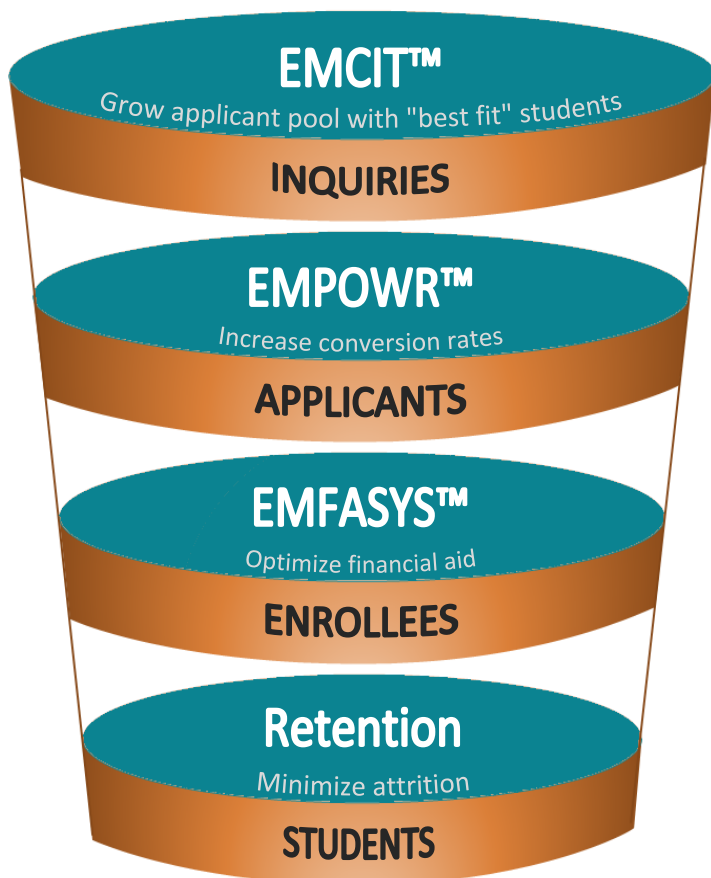 EMCIT™
Grow applicant pool with "best fit" students
INQUIRIES
EMPOWR™
Increase conversion rates
APPLICANTS
EMFASYS™
Optimize financial aid
ENROLLEES
Retention
Minimize attrition
STUDENTS